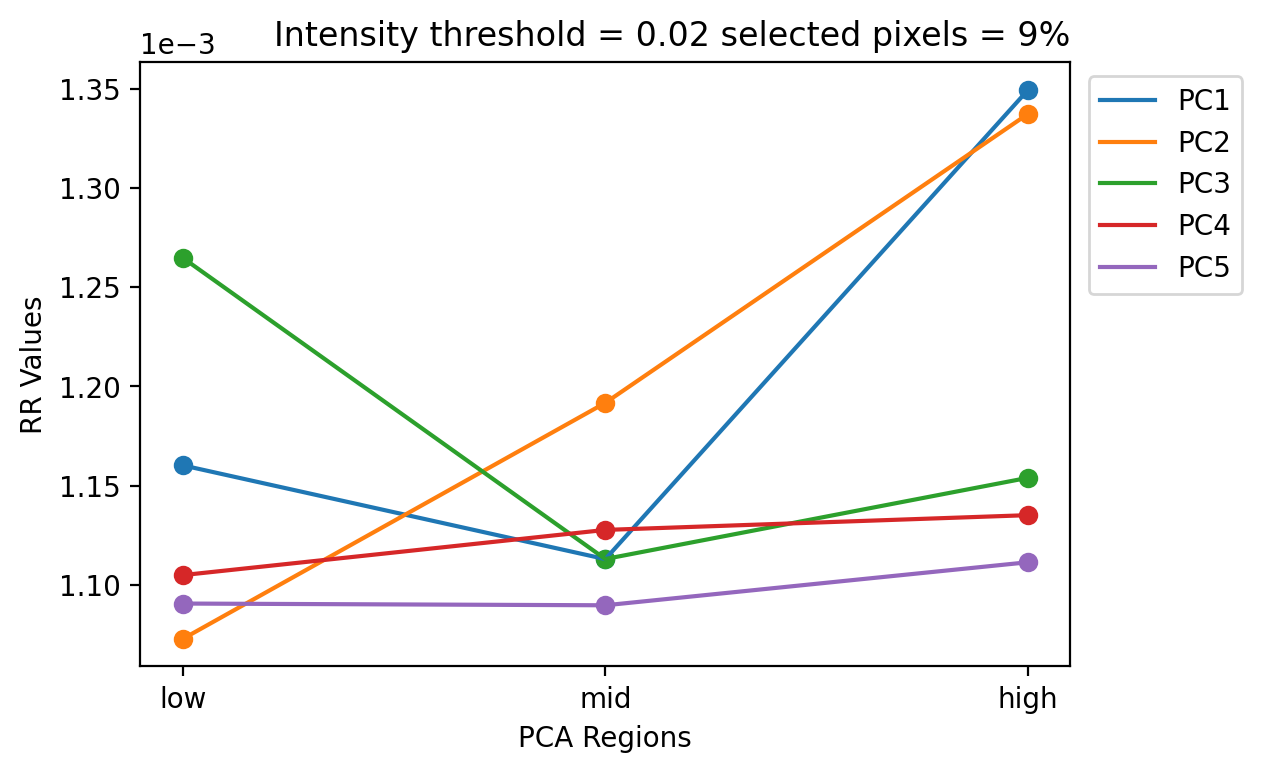 Intensity threshold = 0.02 selected pixels = 9%
1e−3
1.35
1.30
1.25
1.20
1.15
1.10
RR Values
low mid high
PCA Regions
PC1
PC2
PC3
PC4
PC5